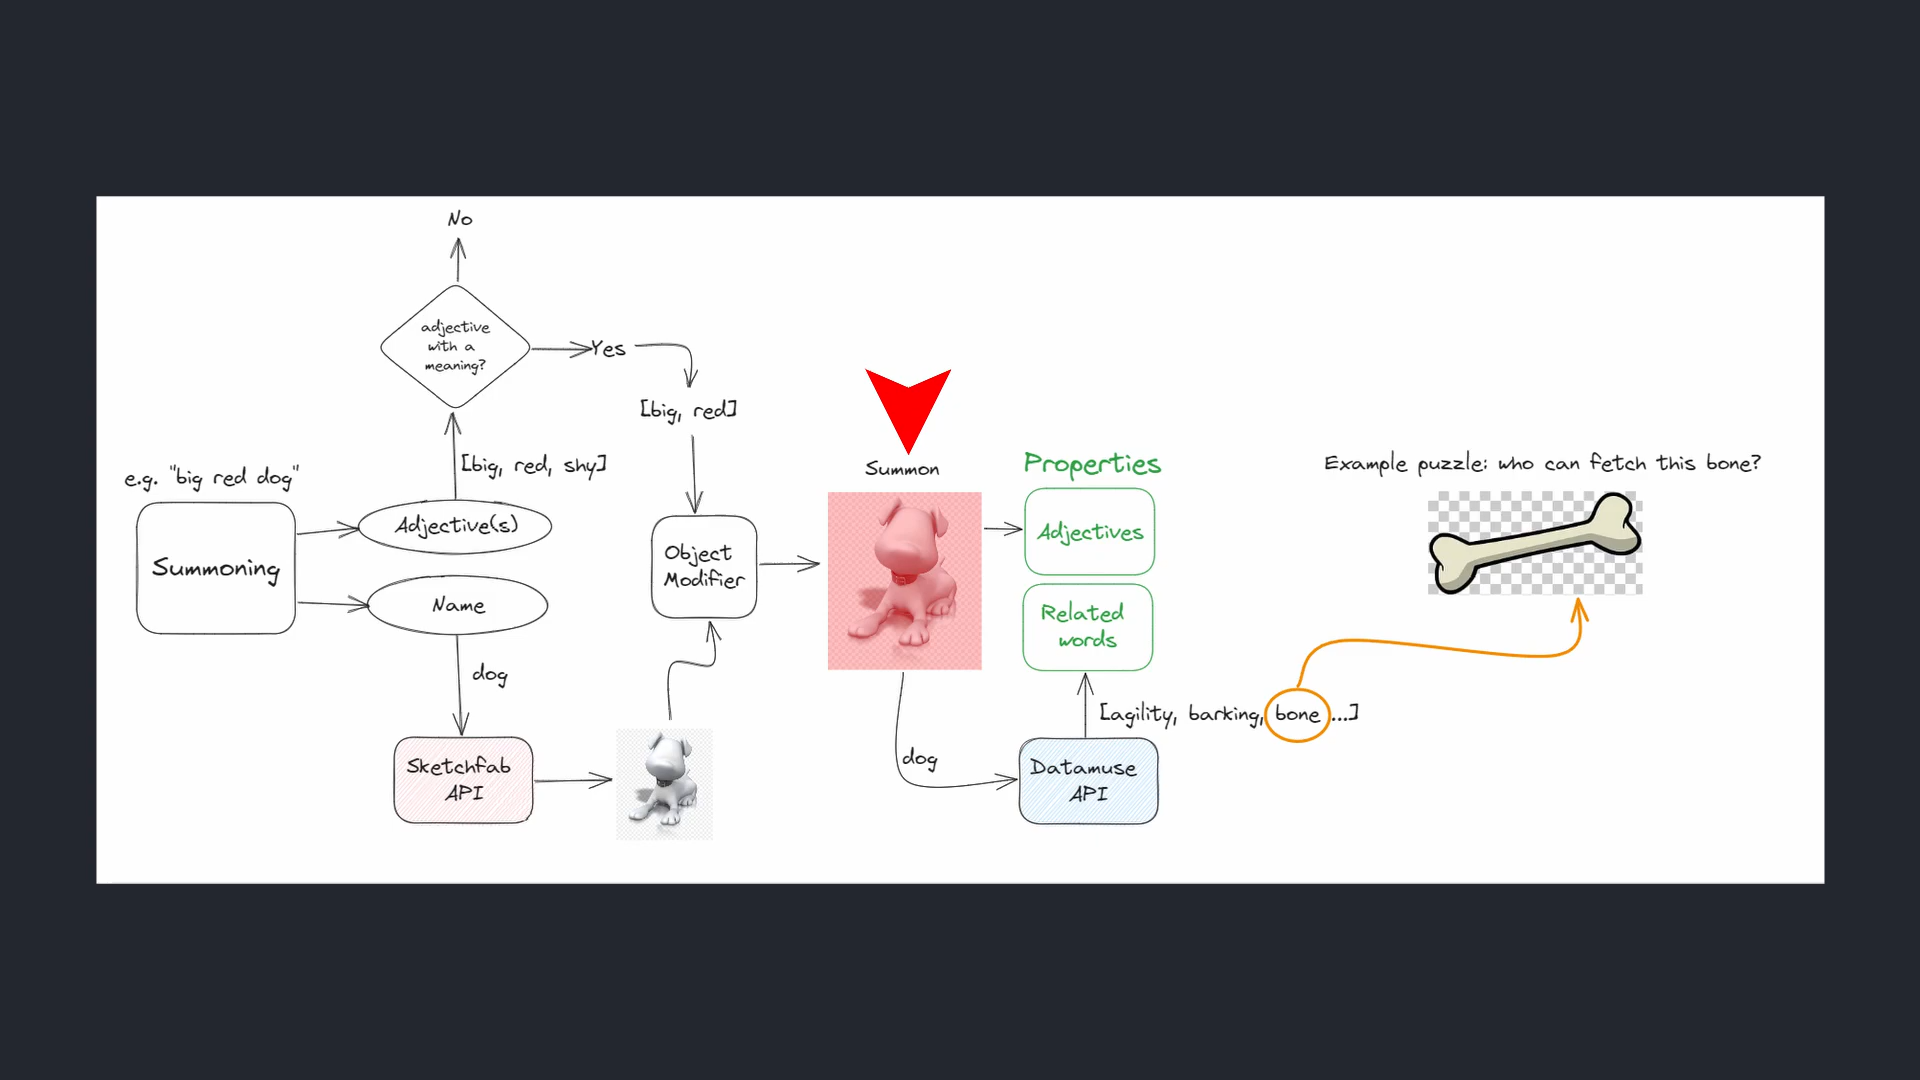 No
adjective
with a
meaning?
Yes
[big, red]
[big, red, shy]
e.g. "big red dog"
Summoning
Adjective(s)
Name
dog
Sketchfab
API
Object
Modifier
Summon
Properties
Adjectives
Related
words
dog
Datamuse
API
[agility, barking, bone ...]
Example puzzle: who can fetch this bone?